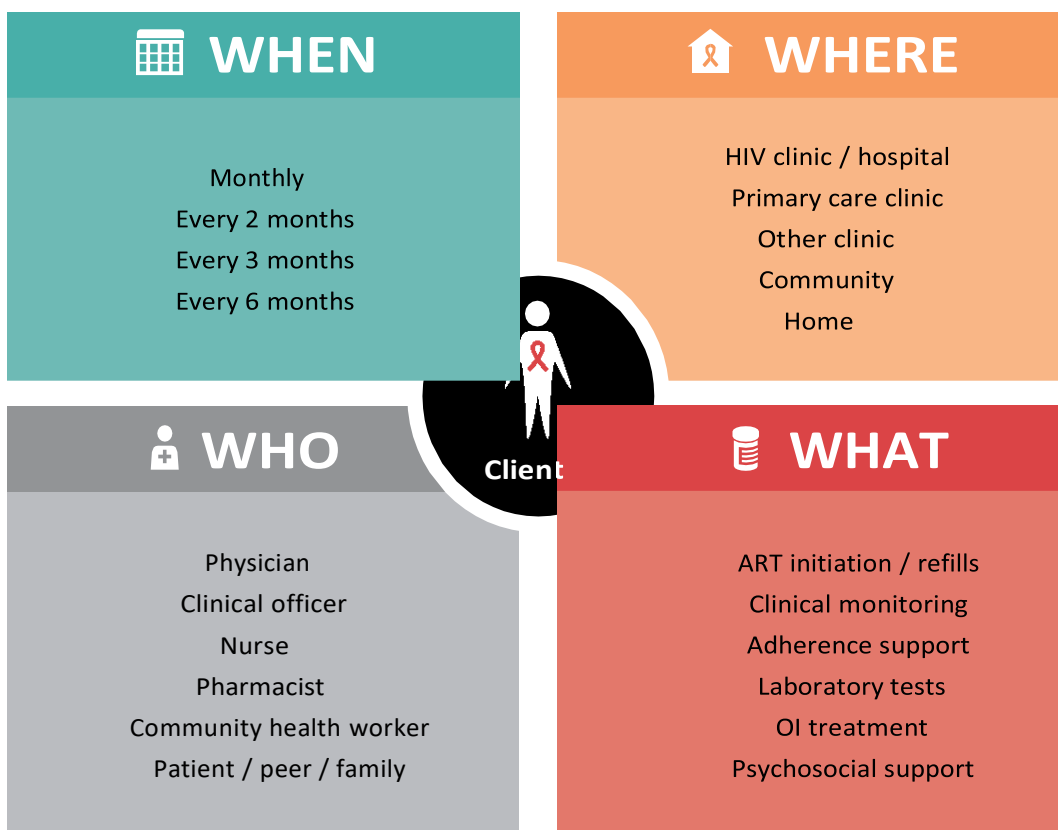 WHEN
Monthly
Every 2 months
Every 3 months
Every 6 months
WHERE
HIV clinic / hospital
Primary care clinic
Other clinic
Community
Home
Client
WHO
Physician
Clinical officer
Nurse
Pharmacist
Community health worker
Patient / peer / family
WHAT
ART initiation / refills
Clinical monitoring
Adherence support
Laboratory tests
OI treatment
Psychosocial support